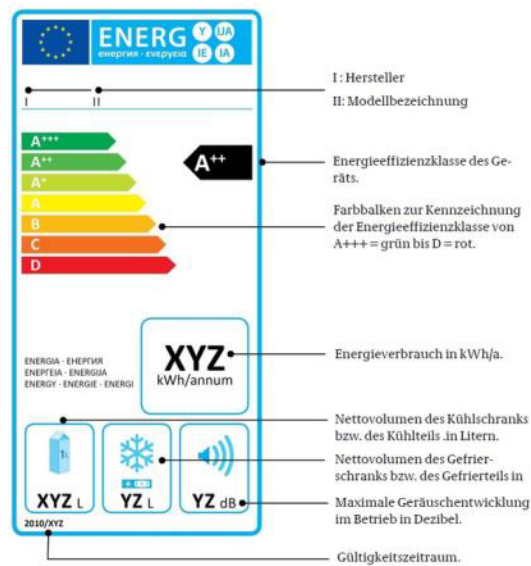 ENERG Y UA
енергия · ενεργεια IE IA
I II
I : Hersteller
II: Modellbezeichnung
A+++
A++
A+
A
B
C
D
A++
Energieeffizienzklasse des Ge-
räts.
Farbbalken zur Kennzeichnung
der Energieeffizienzklasse von
A+++ = grün bis D = rot.
ENERGIA · ЕНЕРГИЯ
ΕΝΕΡΓΕΙΑ · ENERGIJA
ENERGY · ENERGIE · ENERGI
XYZ
kWh/annum
Energieverbrauch in kWh/a.
1L
XYZ L
YZ L
YZ dB
Nettovolumen des Kühlschranks
bzw. des Kühlteils .in Litern.
Nettovolumen des Gefrier-
schranks bzw. des Gefrierteils in
Maximale Geräuschentwicklung
im Betrieb in Dezibel.
2010/XYZ
Gültigkeitszeitraum.